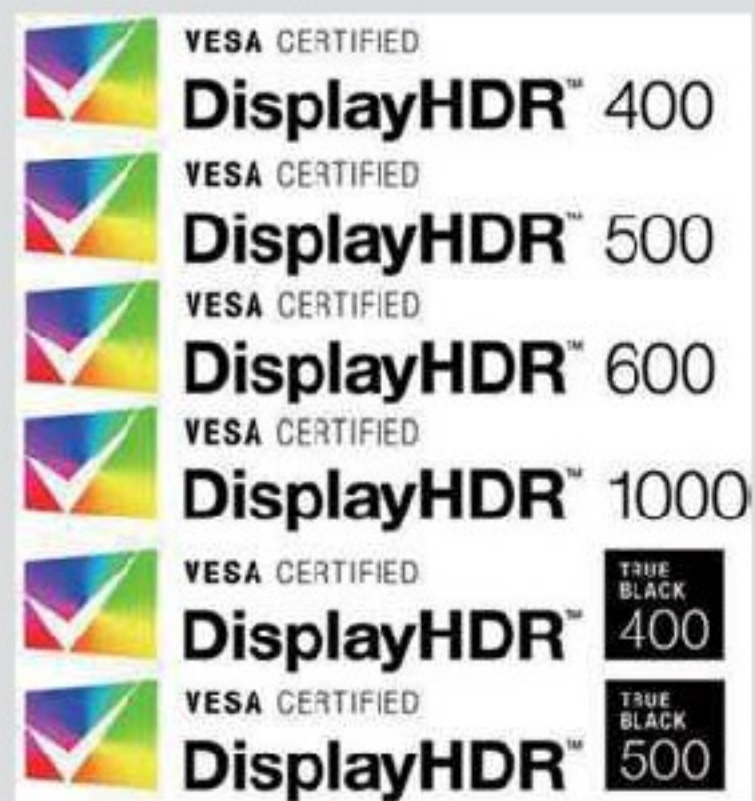 VESA CERTIFIED
DisplayHDR™ 400
VESA CERTIFIED
DisplayHDR™ 500
VESA CERTIFIED
DisplayHDR™ 600
VESA CERTIFIED
DisplayHDR™ 1000
VESA CERTIFIED
DisplayHDR™ TRUE BLACK 400
VESA CERTIFIED
DisplayHDR™ TRUE BLACK 500